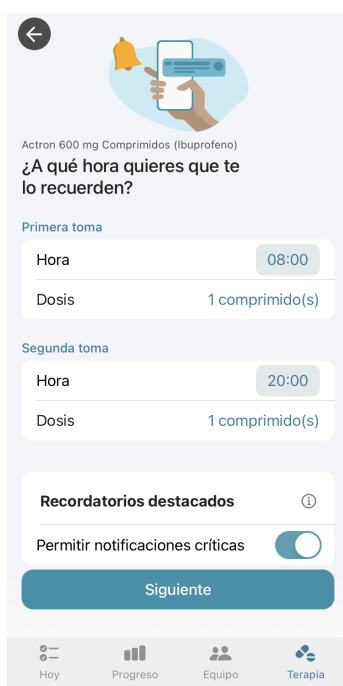 Actron 600 mg Comprimidos (Ibuprofeno)
¿A qué hora quieres que te
lo recuerden?
Primera toma
Hora 08:00
Dosis 1 comprimido(s)
Segunda toma
Hora 20:00
Dosis 1 comprimido(s)
Recordatorios destacados
Permitir notificaciones críticas
Siguiente
Hoy Progreso Equipo Terapia